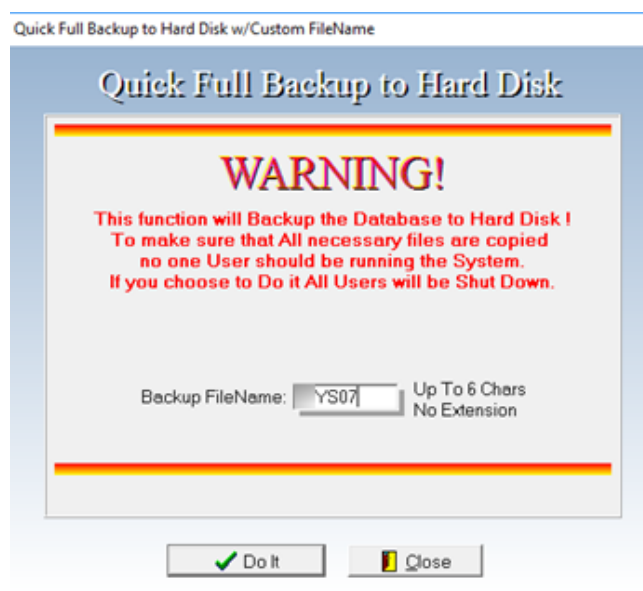 Quick Full Backup to Hard Disk w/Custom FileName
Quick Full Backup to Hard Disk
WARNING!
This function will Backup the Database to Hard Disk !
To make sure that All necessary files are copied
no one User should be running the System.
If you choose to Do it All Users will be Shut Down.
Backup FileName: YS07 Up To 6 Chars
No Extension
Do It Close